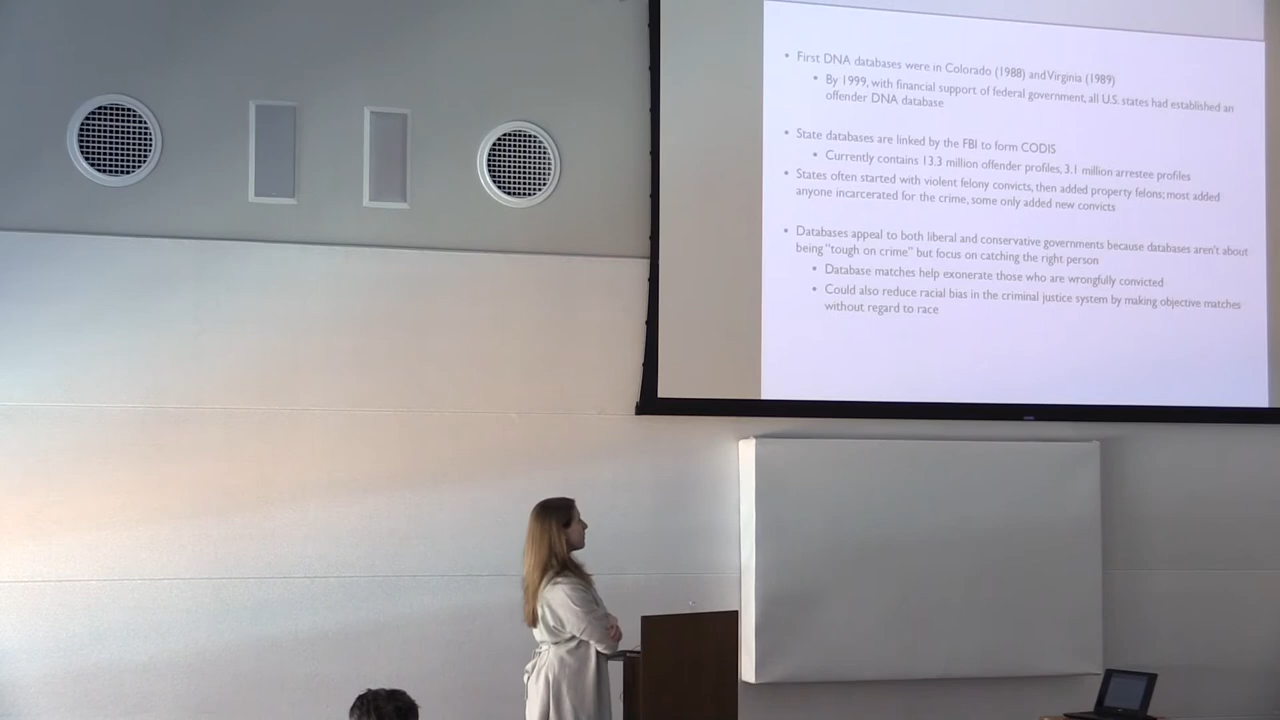 • First DNA databases were in Colorado (1988) and Virginia (1989)
• By 1999, with financial support of federal government, all U.S. states had established an
offender DNA database
• State databases are linked by the FBI to form CODIS
• Currently contains 13.3 million offender profiles, 3.1 million arrestee profiles
• States often started with violent felony convicts, then added property felons; most added
anyone incarcerated for the crime, some only added new convicts
• Databases appeal to both liberal and conservative governments because databases aren't about
being "tough on crime" but focus on catching the right person
• Database matches help exonerate those who are wrongfully convicted
• Could also reduce racial bias in the criminal justice system by making objective matches
without regard to race